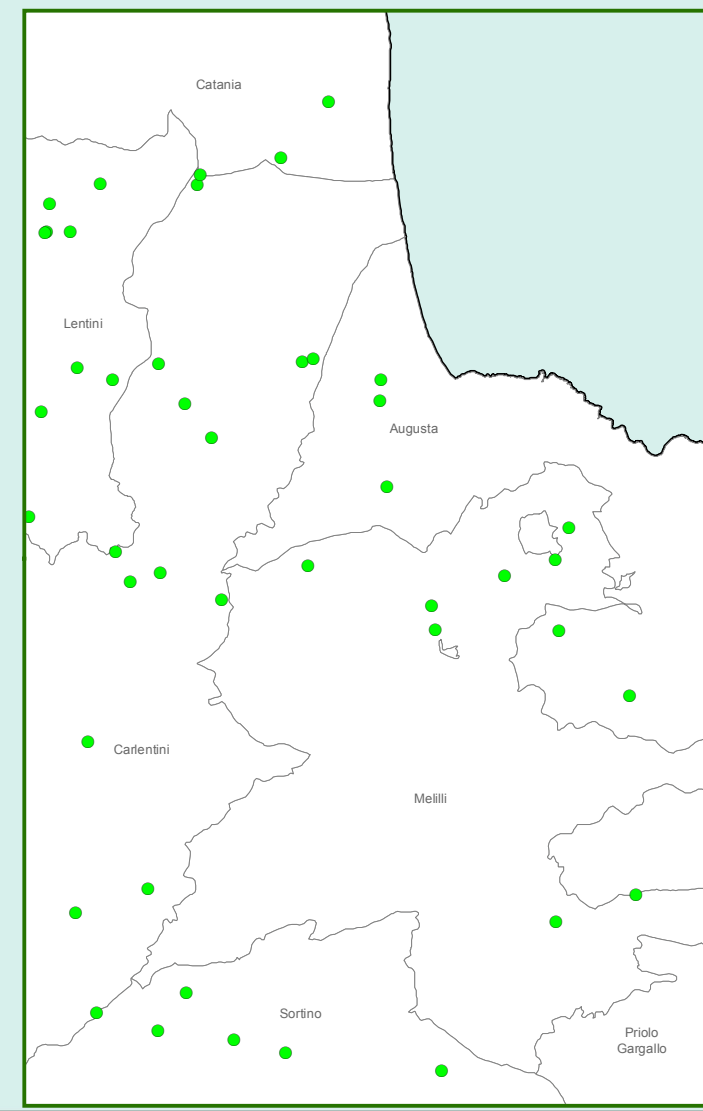 Catania
Lentini
Augusta
Carlentini
Melilli
Sortino
Priolo
Gargallo